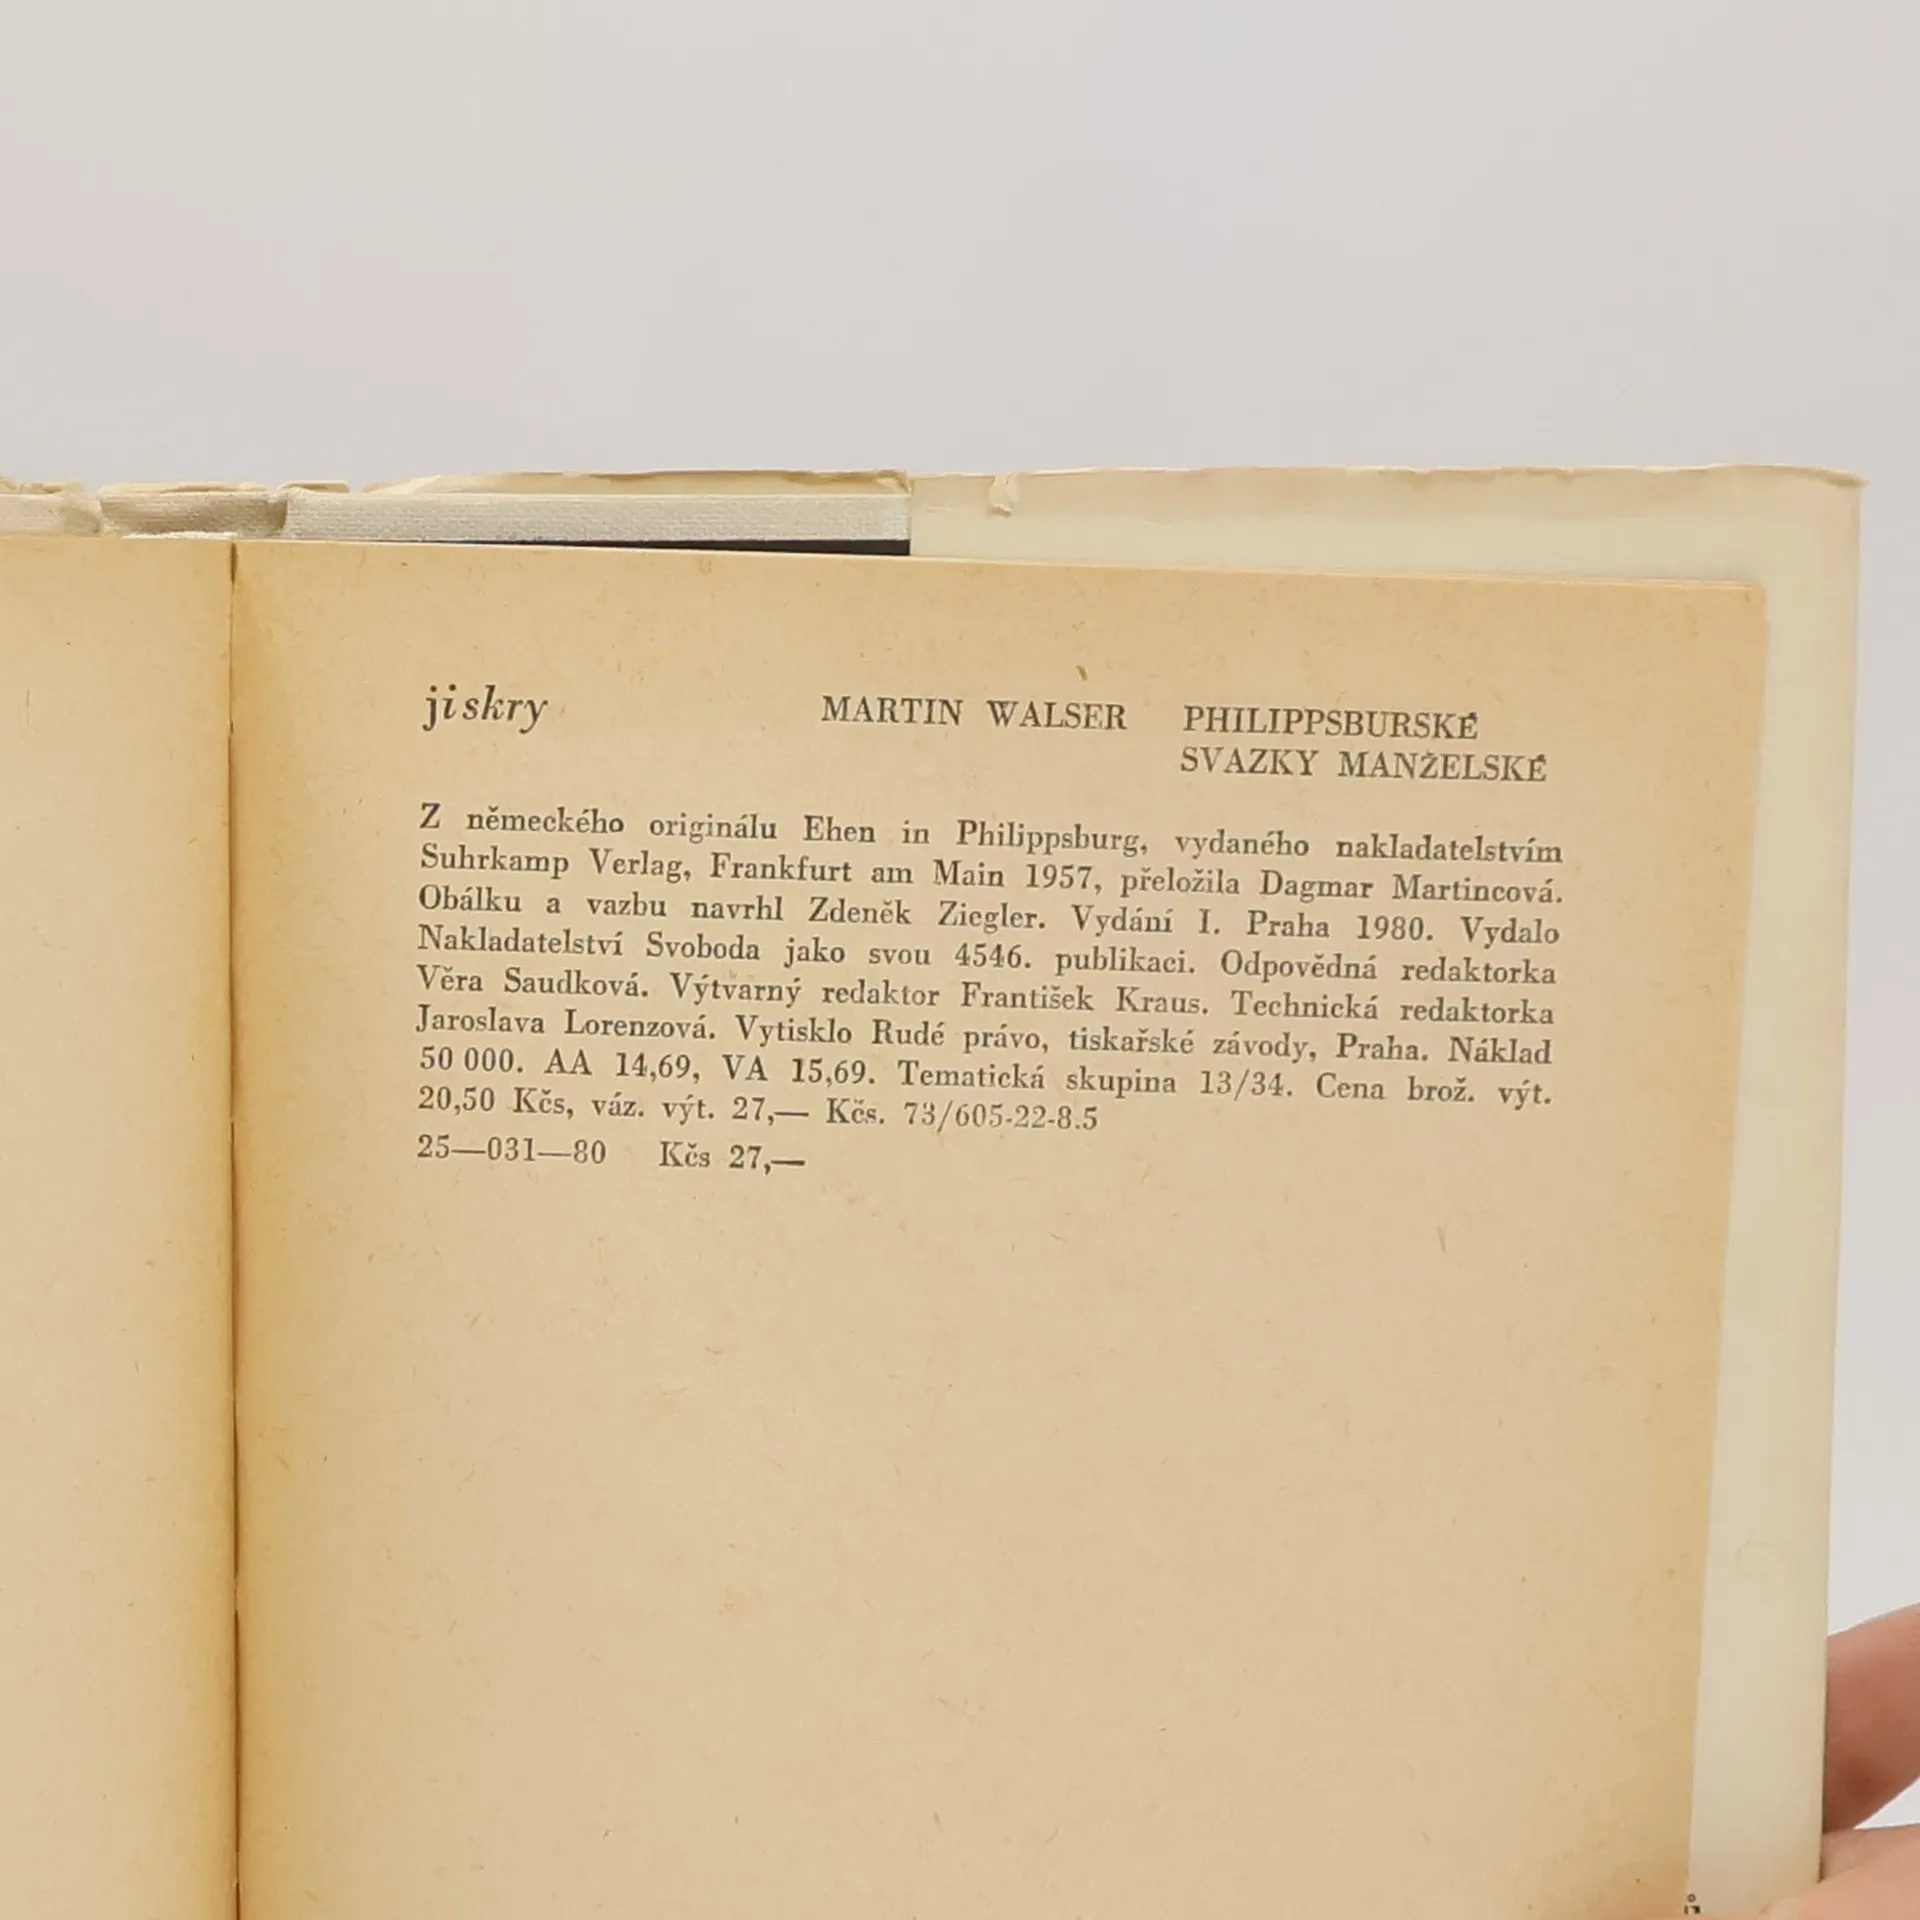 jiskry MARTIN WALSER PHILIPPSBURSKÉ
SVAZKY MANŽELSKÉ
Z německého originálu Ehen in Philippsburg, vydaného nakladatelstvím
Suhrkamp Verlag, Frankfurt am Main 1957, přeložila Dagmar Martincová.
Obálku a vazbu navrhl Zdeněk Ziegler. Vydání I. Praha 1980. Vydalo
Nakladatelství Svoboda jako svou 4546. publikaci. Odpovědná redaktorka
Věra Saudková. Výtvarný redaktor František Kraus. Technická redaktorka
Jaroslava Lorenzová. Vytisklo Rudé právo, tiskařské závody, Praha. Náklad
50 000. AA 14,69, VA 15,69. Tematická skupina 13/34. Cena brož. výt.
20,50 Kčs, váz. výt. 27,— Kčs. 73/605-22-8.5
25—031—80 Kčs 27,—